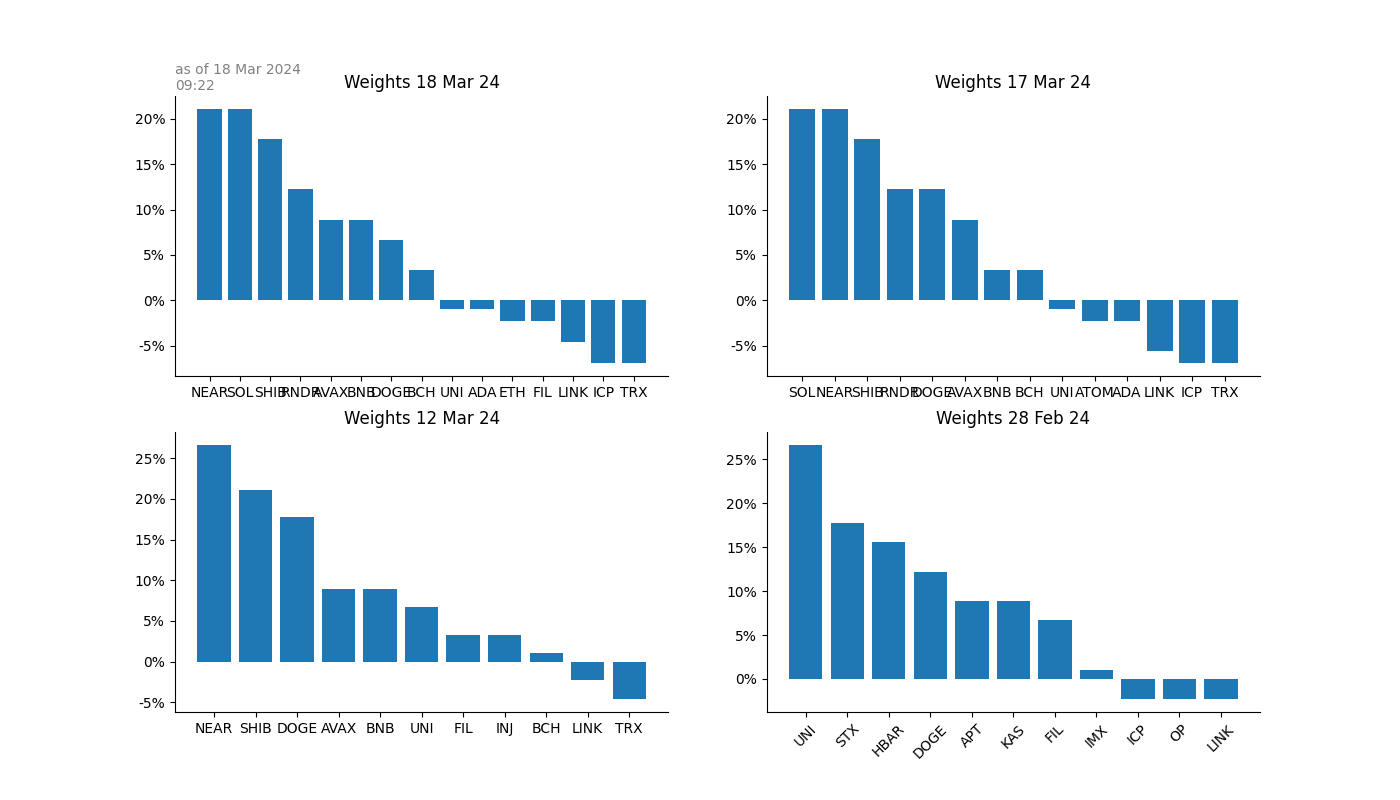 as of 18 Mar 2024
09:22
Weights 18 Mar 24
20%
15%
10%
5%
0%
-5%
NEAR SOL SHIB RNDR AVAX BNB DOGE BCH UNI ADA ETH FIL LINK ICP TRX
Weights 17 Mar 24
20%
15%
10%
5%
0%
-5%
SOL NEAR SHIB RNDR DOGE AVAX BNB BCH UNI ATOM ADA LINK ICP TRX
Weights 12 Mar 24
25%
20%
15%
10%
5%
0%
-5%
NEAR SHIB DOGE AVAX BNB UNI FIL INJ BCH LINK TRX
Weights 28 Feb 24
25%
20%
15%
10%
5%
0%
UNI STX HBAR DOGE APT KAS FIL IMX ICP OP LINK